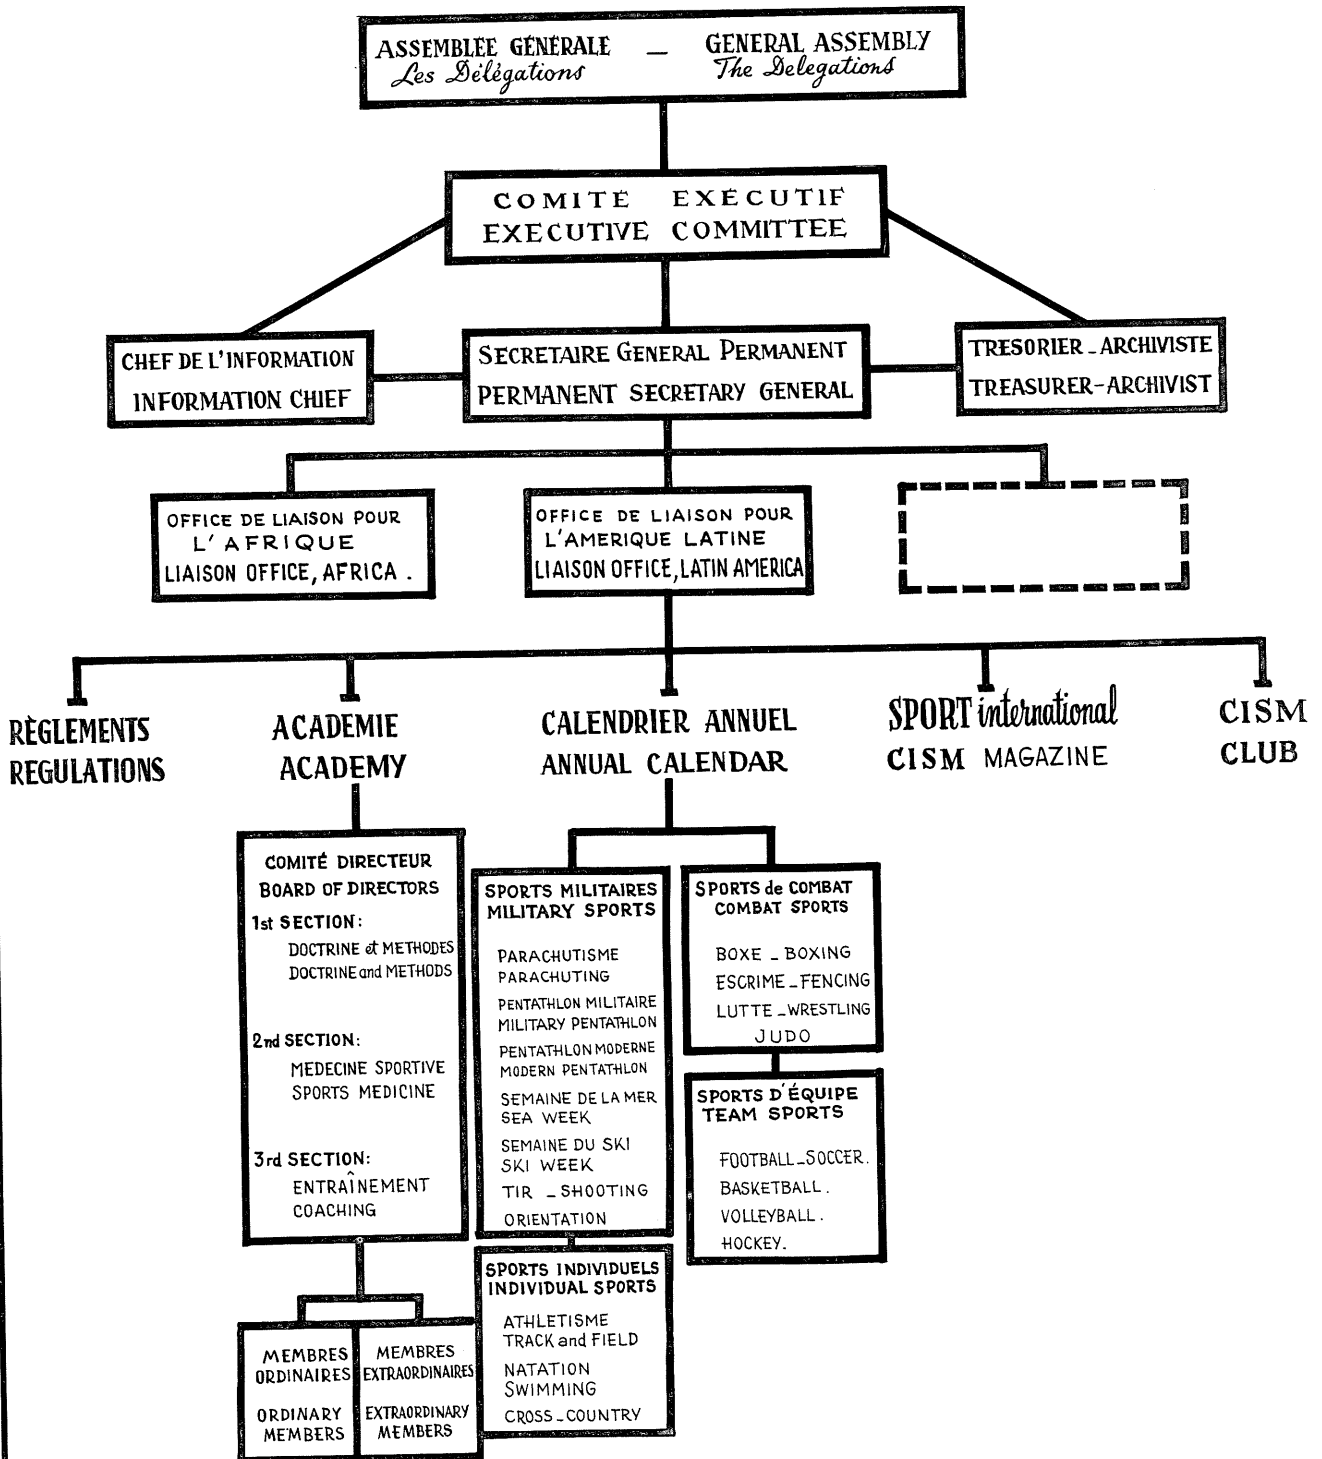 ASSEMBLÉE GÉNÉRALE — GENERAL ASSEMBLY
Les Délégations The Delegations
COMITÉ EXÉCUTIF
EXECUTIVE COMMITTEE
CHEF DE L'INFORMATION
INFORMATION CHIEF
SECRETAIRE GENERAL PERMANENT
PERMANENT SECRETARY GENERAL
TRESORIER-ARCHIVISTE
TREASURER-ARCHIVIST
OFFICE DE LIAISON POUR
L'AFRIQUE
LIAISON OFFICE, AFRICA.
OFFICE DE LIAISON POUR
L'AMERIQUE LATINE
LIAISON OFFICE, LATIN AMERICA
RÈGLEMENTS
REGULATIONS
ACADEMIE
ACADEMY
CALENDRIER ANNUEL
ANNUAL CALENDAR
SPORT international
CISM MAGAZINE
CISM
CLUB
COMITÉ DIRECTEUR
BOARD OF DIRECTORS
1st SECTION:
DOCTRINE et METHODES
DOCTRINE and METHODS
2nd SECTION:
MEDECINE SPORTIVE
SPORTS MEDICINE
3rd SECTION:
ENTRAÎNEMENT
COACHING
MEMBRES
ORDINAIRES
ORDINARY
MEMBERS
MEMBRES
EXTRAORDINAIRES
EXTRAORDINARY
MEMBERS
SPORTS MILITAIRES
MILITARY SPORTS
PARACHUTISME
PARACHUTING
PENTATHLON MILITAIRE
MILITARY PENTATHLON
PENTATHLON MODERNE
MODERN PENTATHLON
SEMAINE DE LA MER
SEA WEEK
SEMAINE DU SKI
SKI WEEK
TIR - SHOOTING
ORIENTATION
SPORTS INDIVIDUELS
INDIVIDUAL SPORTS
ATHLETISME
TRACK and FIELD
NATATION
SWIMMING
CROSS-COUNTRY
SPORTS de COMBAT
COMBAT SPORTS
BOXE - BOXING
ESCRIME-FENCING
LUTTE-WRESTLING
JUDO
SPORTS D'ÉQUIPE
TEAM SPORTS
FOOTBALL-SOCCER.
BASKETBALL.
VOLLEYBALL.
HOCKEY.